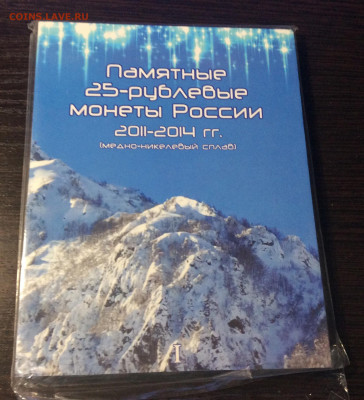 COINS.LAVE.RU
Памятные
25-рублевые
монеты России
2011-2014 гг.
(медно-никелевый сплав)
I